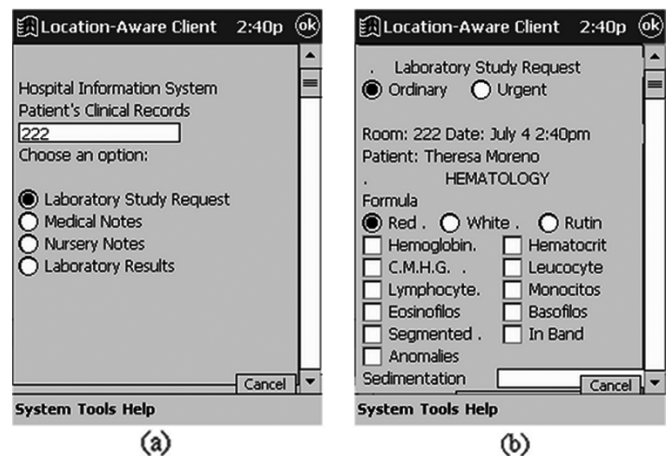 Location-Aware Client 2:40p ok
Hospital Information System
Patient's Clinical Records
222
Choose an option:
Laboratory Study Request
Medical Notes
Nursery Notes
Laboratory Results
Cancel
System Tools Help
(a)
Location-Aware Client 2:40p ok
. Laboratory Study Request
Ordinary Urgent
Room: 222 Date: July 4 2:40pm
Patient: Theresa Moreno
. HEMATOLOGY
Formula
Red . White . Rutin
Hemoglobin. Hematocrit
C.M.H.G. . Leucocyte
Lymphocyte. Monocitos
Eosinofilos Basofilos
Segmented . In Band
Anomalies
Sedimentation Cancel
System Tools Help
(b)